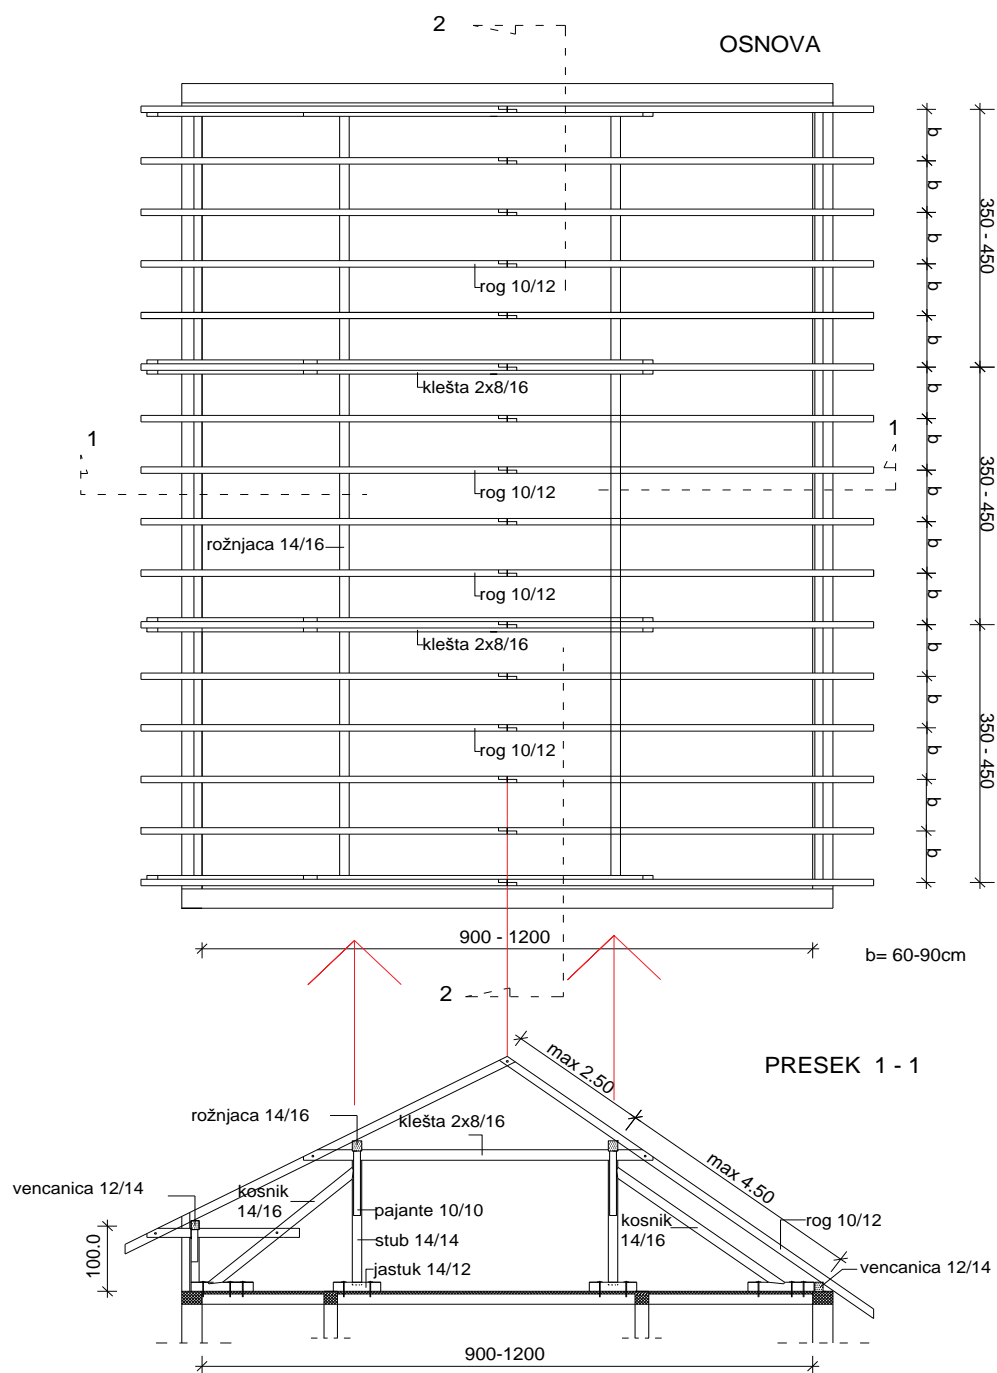 2
OSNOVA
b
b
b
350 - 450
rog 10/12
b
b
klešta 2x8/16
b
1
1
b
350 - 450
rog 10/12
b
rožnjaca 14/16
b
rog 10/12
b
klešta 2x8/16
b
b
350 - 450
rog 10/12
b
b
b
900 - 1200
b= 60-90cm
2
max 2.50
PRESEK 1 - 1
rožnjaca 14/16
klešta 2x8/16
max 4.50
vencanica 12/14
kosnik
14/16
pajante 10/10
kosnik
14/16
rog 10/12
stub 14/14
100.0
jastuk 14/12
vencanica 12/14
900-1200